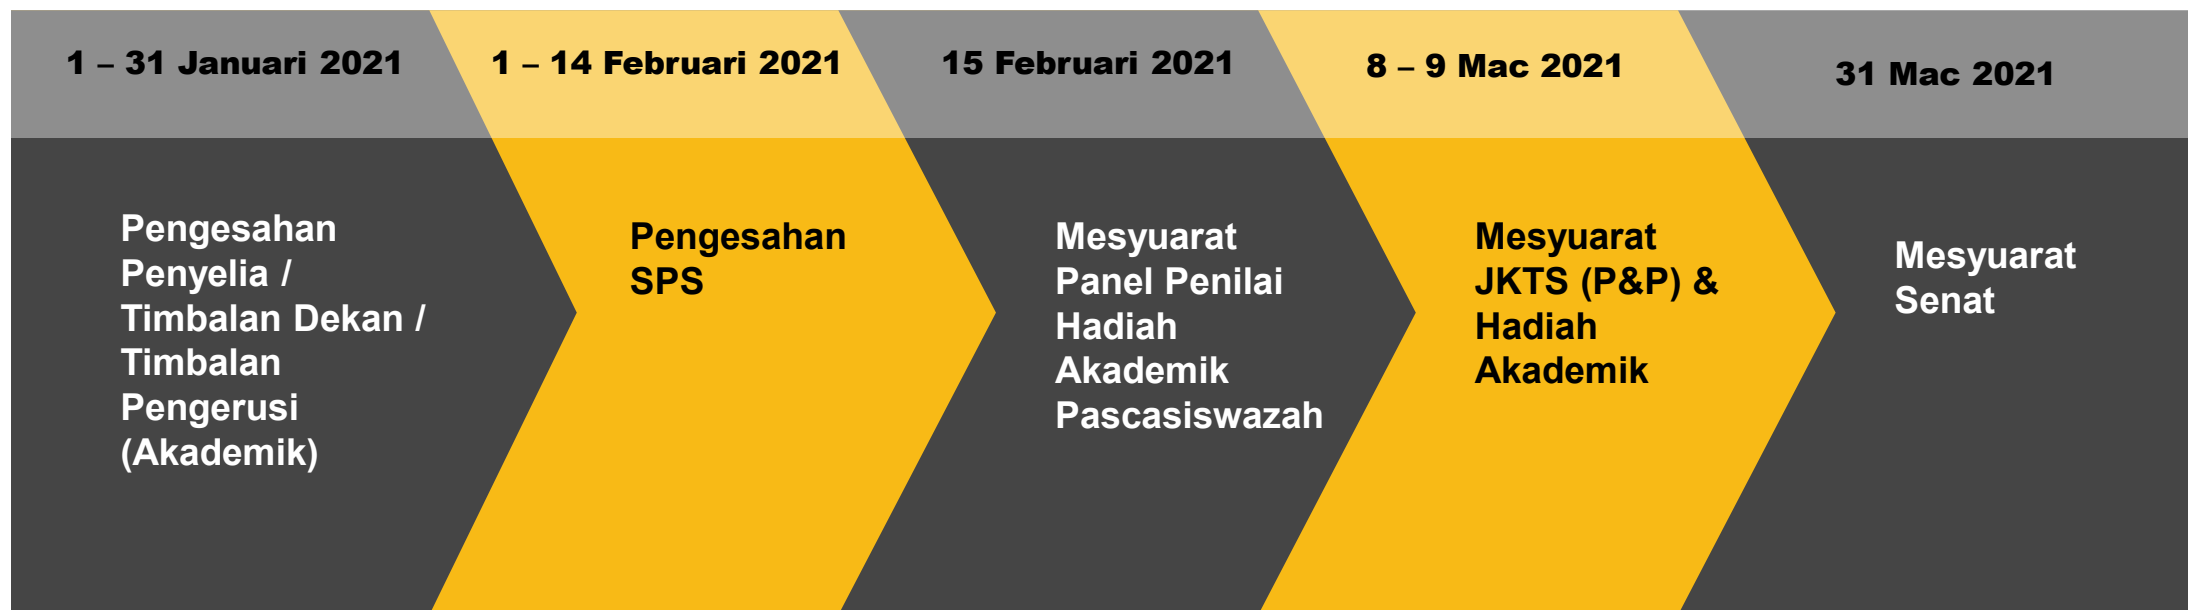 1 – 31 Januari 2021
1 – 14 Februari 2021
15 Februari 2021
8 – 9 Mac 2021
31 Mac 2021
Pengesahan
Penyelia /
Timbalan Dekan /
Timbalan
Pengerusi
(Akademik)
Pengesahan
SPS
Mesyuarat
Panel Penilai
Hadiah
Akademik
Pascasiswazah
Mesyuarat
JKTS (P&P) &
Hadiah
Akademik
Mesyuarat
Senat